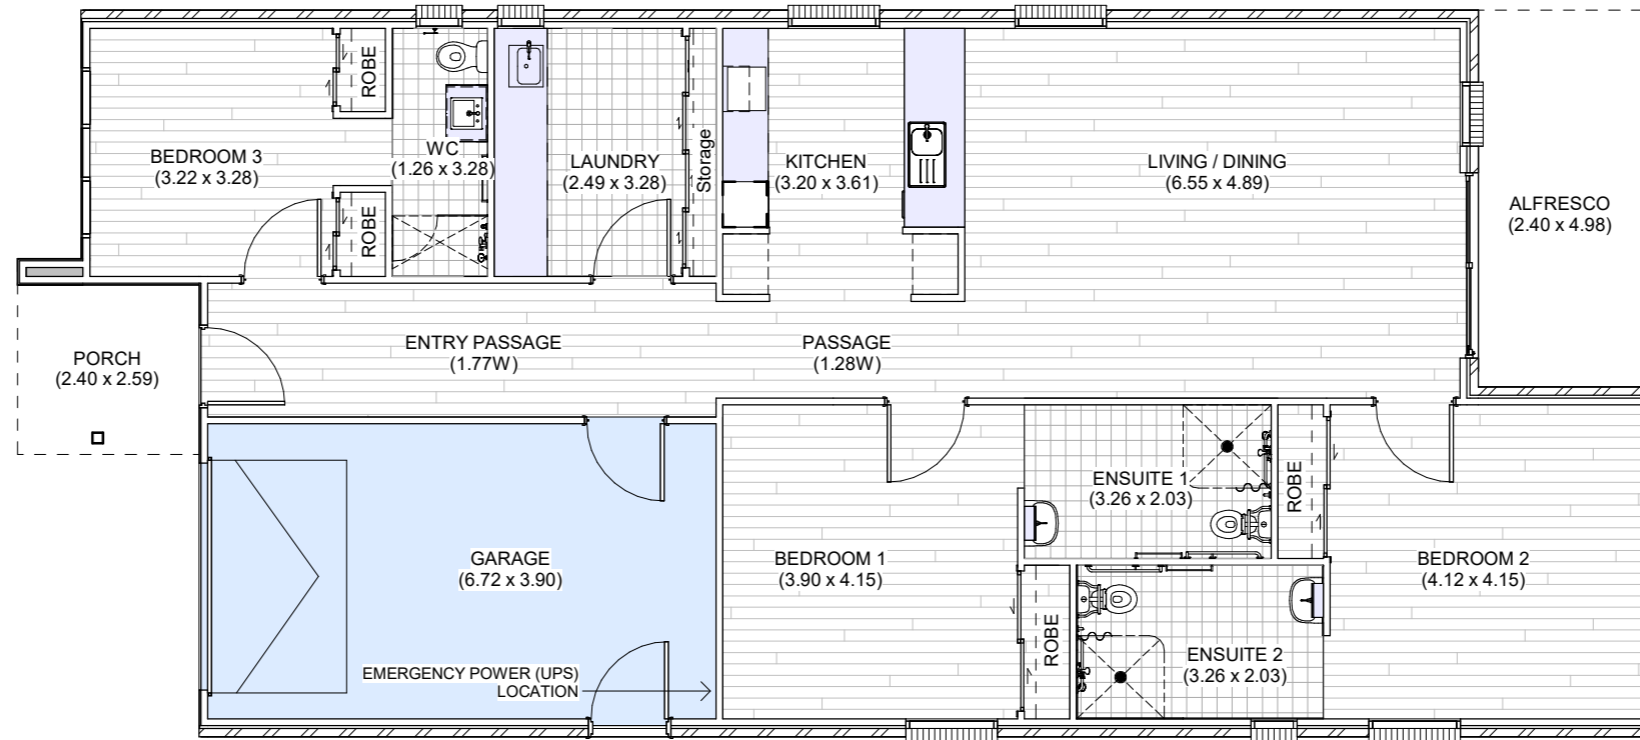 ROBE
BEDROOM 3
(3.22 x 3.28)
ROBE
WC
(1.26 x 3.28)
LAUNDRY
(2.49 x 3.28)
Storage
KITCHEN
(3.20 x 3.61)
LIVING / DINING
(6.55 x 4.89)
ALFRESCO
(2.40 x 4.98)
PORCH
(2.40 x 2.59)
ENTRY PASSAGE
(1.77W)
PASSAGE
(1.28W)
GARAGE
(6.72 x 3.90)
EMERGENCY POWER (UPS)
LOCATION
BEDROOM 1
(3.90 x 4.15)
ROBE
ENSUITE 1
(3.26 x 2.03)
ROBE
ENSUITE 2
(3.26 x 2.03)
BEDROOM 2
(4.12 x 4.15)